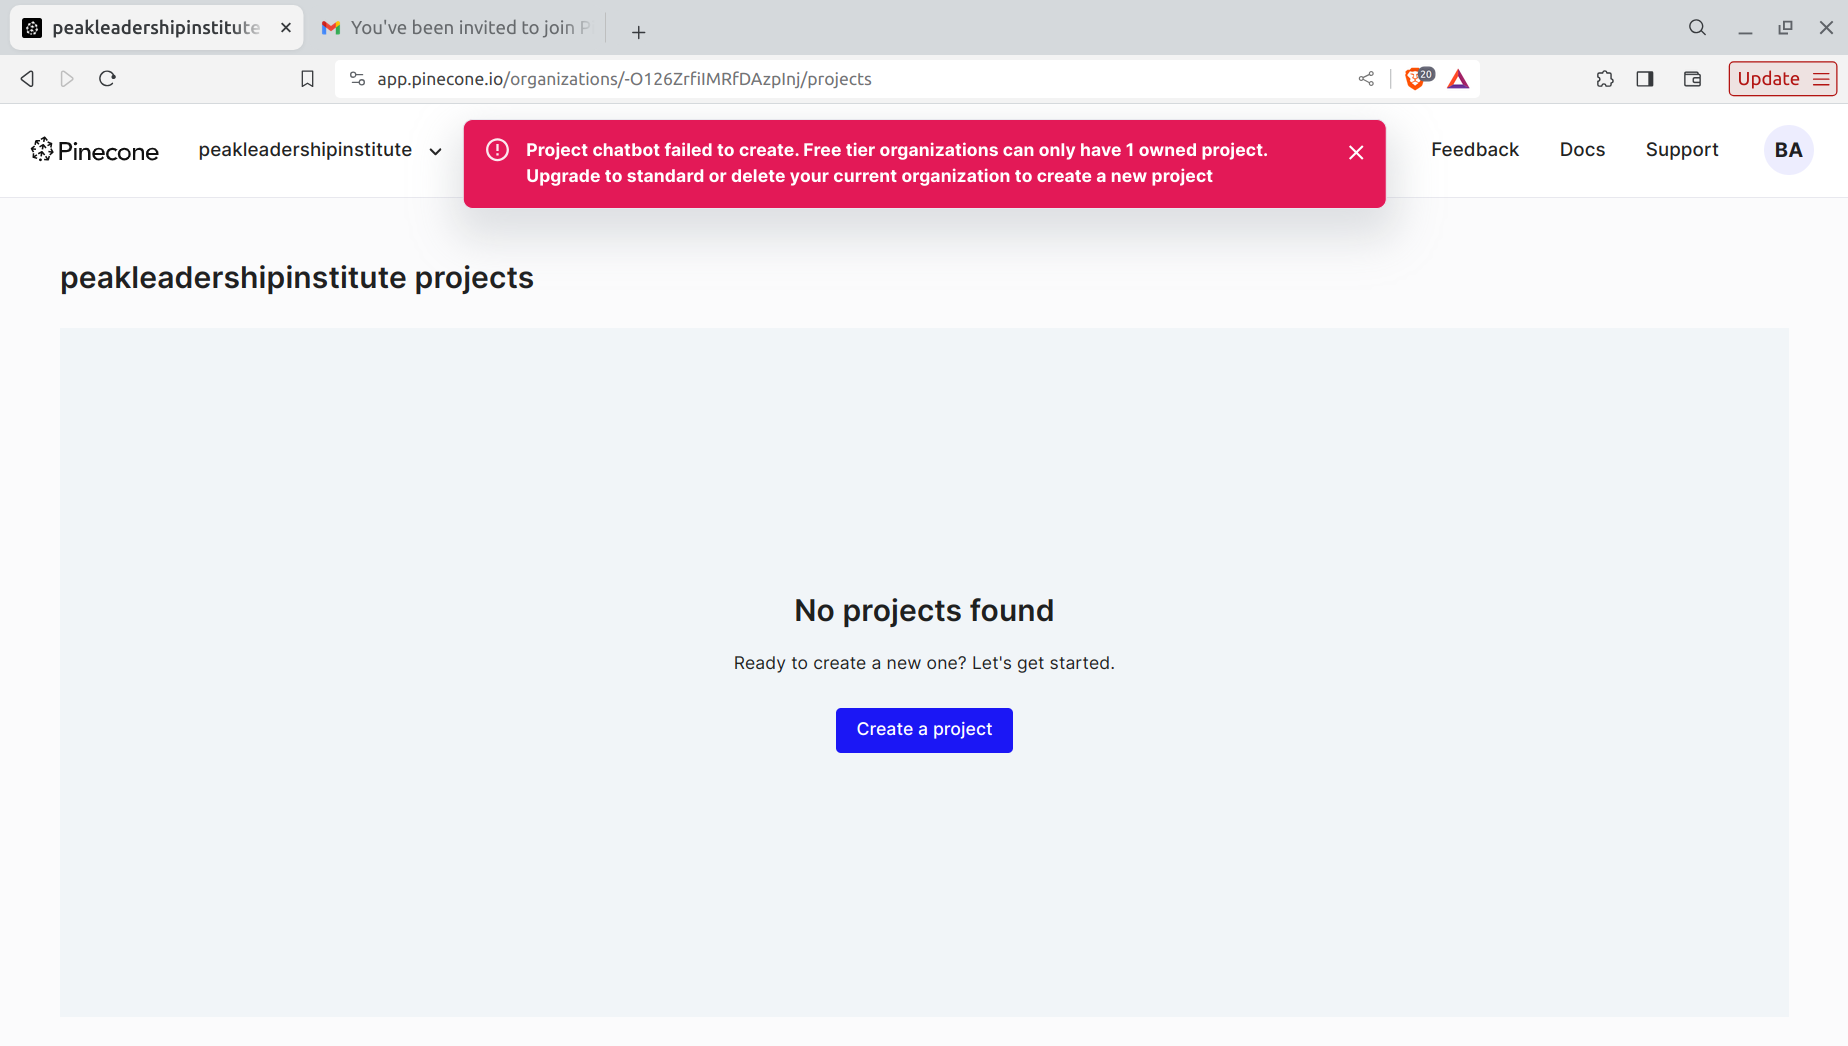 peakleadershipinstitute
You've been invited to join P
app.pinecone.io/organizations/-O126ZrfiIMRfDAzpInj/projects
20
Update
Pinecone
peakleadershipinstitute
Project chatbot failed to create. Free tier organizations can only have 1 owned project.
Upgrade to standard or delete your current organization to create a new project
Feedback
Docs
Support
BA
peakleadershipinstitute projects
No projects found
Ready to create a new one? Let's get started.
Create a project